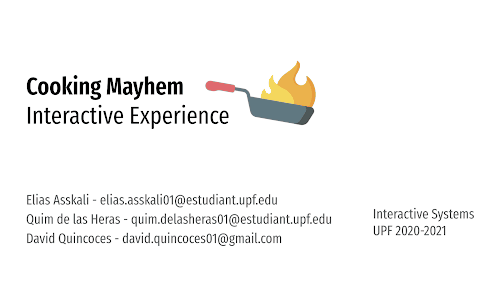 Cooking Mayhem
Interactive Experience
Elias Asskali - elias.asskali01@estudiant.upf.edu
Quim de las Heras - quim.delasheras01@estudiant.upf.edu
David Quincoces - david.quincoces01@gmail.com
Interactive Systems
UPF 2020-2021